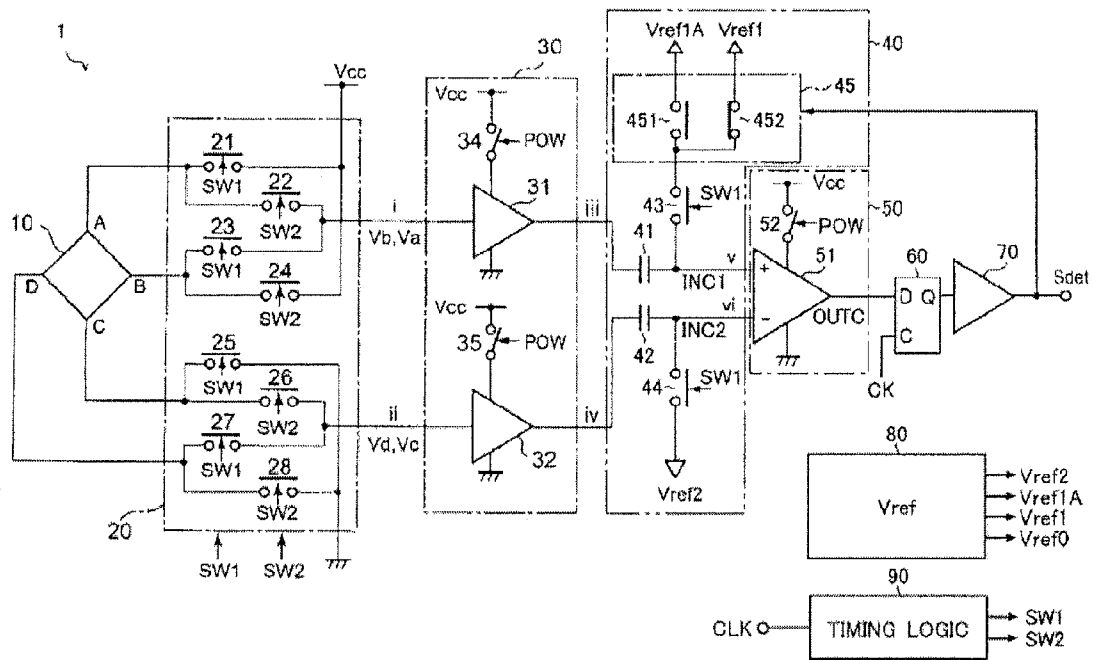 1
Vcc
21
SW1
22
SW2
23
SW1
24
SW2
25
SW1
26
SW2
27
SW1
28
SW2
10
A
B
C
D
20
SW1
SW2
i
Vb,Va
ii
Vd,Vc
30
Vcc
34
POW
31
Vcc
35
POW
32
iii
iv
Vref1A
Vref1
40
45
451
452
43
SW1
41
INC1
v
42
INC2
vi
44
SW1
Vref2
Vcc
50
52
POW
51
+
−
OUTC
60
D Q
C
CK
70
Sdet
80
Vref
Vref2
Vref1A
Vref1
Vref0
90
CLK
TIMING LOGIC
SW1
SW2